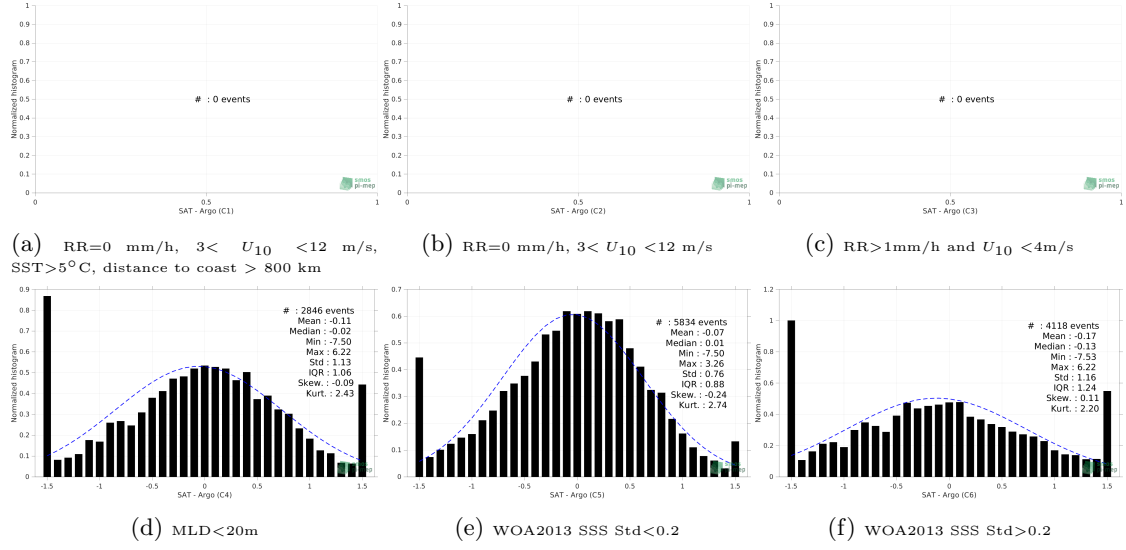 1
0.9
0.8
0.7
0.6
0.5
0.4
0.3
0.2
0.1
0
Normalized histogram
# : 0 events
smos
pi-mep
0 0.5 1
SAT - Argo (C1)
1
0.9
0.8
0.7
0.6
0.5
0.4
0.3
0.2
0.1
0
Normalized histogram
# : 0 events
smos
pi-mep
0 0.5 1
SAT - Argo (C2)
1
0.9
0.8
0.7
0.6
0.5
0.4
0.3
0.2
0.1
0
Normalized histogram
# : 0 events
smos
pi-mep
0 0.5 1
SAT - Argo (C3)
(a) RR=0 mm/h, 3< U10 <12 m/s,
SST>5°C, distance to coast > 800 km
(b) RR=0 mm/h, 3< U10 <12 m/s
(c) RR>1mm/h and U10 <4m/s
0.9
0.8
0.7
0.6
0.5
0.4
0.3
0.2
0.1
0
Normalized histogram
# : 2846 events
Mean : -0.11
Median : -0.02
Min : -7.50
Max : 6.22
Std : 1.13
IQR : 1.06
Skew. : -0.09
Kurt. : 2.43
-1.5 -1 -0.5 0 0.5 1 1.5
SAT - Argo (C4)
0.7
0.6
0.5
0.4
0.3
0.2
0.1
0
Normalized histogram
# : 5834 events
Mean : -0.07
Median : 0.01
Min : -7.50
Max : 3.26
Std : 0.76
IQR : 0.88
Skew. : -0.24
Kurt. : 2.74
-1.5 -1 -0.5 0 0.5 1 1.5
SAT - Argo (C5)
1.2
1
0.8
0.6
0.4
0.2
0
Normalized histogram
# : 4118 events
Mean : -0.17
Median : -0.13
Min : -7.53
Max : 6.22
Std : 1.16
IQR : 1.24
Skew. : 0.11
Kurt. : 2.20
-1.5 -1 -0.5 0 0.5 1 1.5
SAT - Argo (C6)
(d) MLD<20m
(e) WOA2013 SSS Std<0.2
(f) WOA2013 SSS Std>0.2